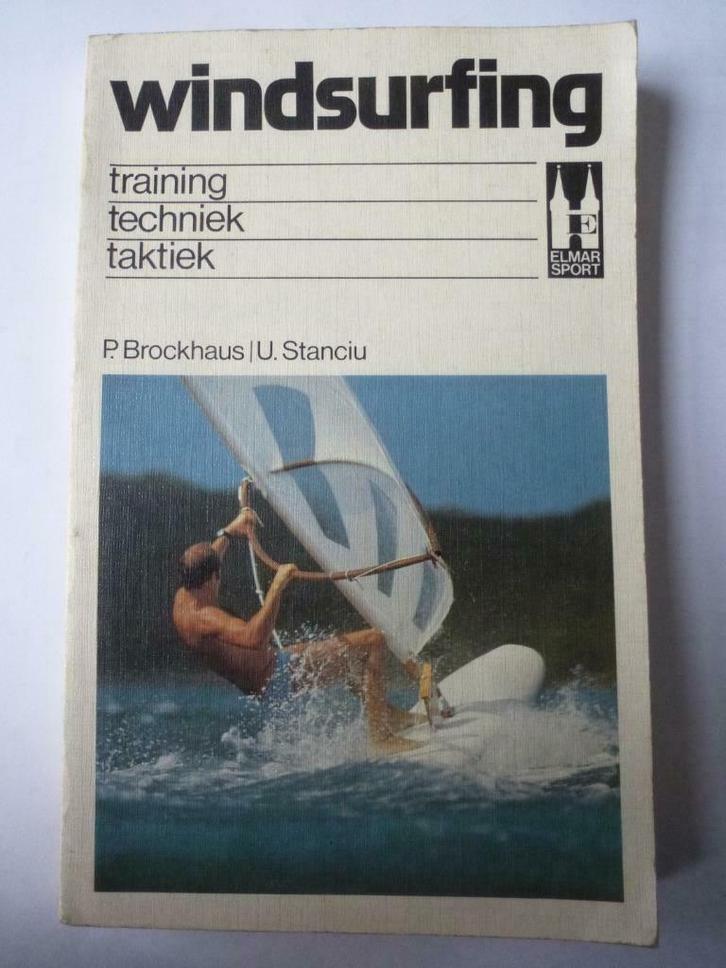 windsurfing
training
techniek
taktiek
E
ELMAR
SPORT
P. Brockhaus | U. Stanciu